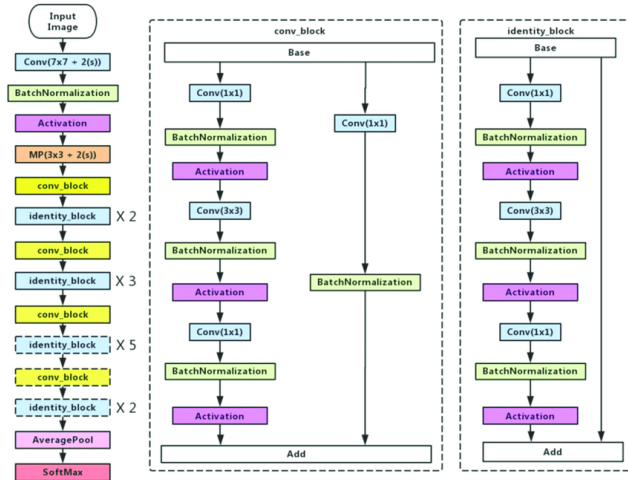 Input
Image
Conv(7x7 + 2(s))
BatchNormalization
Activation
MP(3x3 + 2(s))
conv_block
identity_block X 2
conv_block
identity_block X 3
conv_block
identity_block X 5
conv_block
identity_block X 2
AveragePool
SoftMax
conv_block
Base
Conv(1x1)
BatchNormalization
Activation
Conv(3x3)
BatchNormalization
Activation
Conv(1x1)
BatchNormalization
Activation
Conv(1x1)
BatchNormalization
Add
identity_block
Base
Conv(1x1)
BatchNormalization
Activation
Conv(3x3)
BatchNormalization
Activation
Conv(1x1)
BatchNormalization
Activation
Add